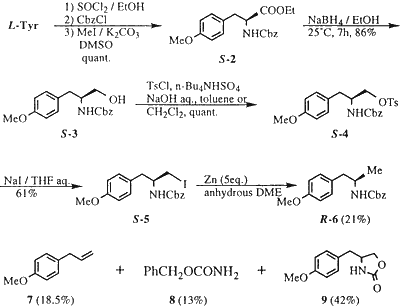 L-Tyr
1) SOCl2 / EtOH
2) CbzCl
3) MeI / K2CO3
DMSO
quant.
MeO
COOEt
NHCbz
S-2
NaBH4 / EtOH
25°C, 7h, 86%
MeO
OH
NHCbz
S-3
TsCl, n-Bu4NHSO4
NaOH aq., toluene or
CH2Cl2, quant.
MeO
OTs
NHCbz
S-4
NaI / THF aq.
61%
MeO
I
NHCbz
S-5
Zn (5eq.)
anhydrous DME
MeO
Me
NHCbz
R-6 (21%)
MeO
7 (18.5%)
+
PhCH2OCONH2
8 (13%)
+
MeO
HN
O
O
9 (42%)